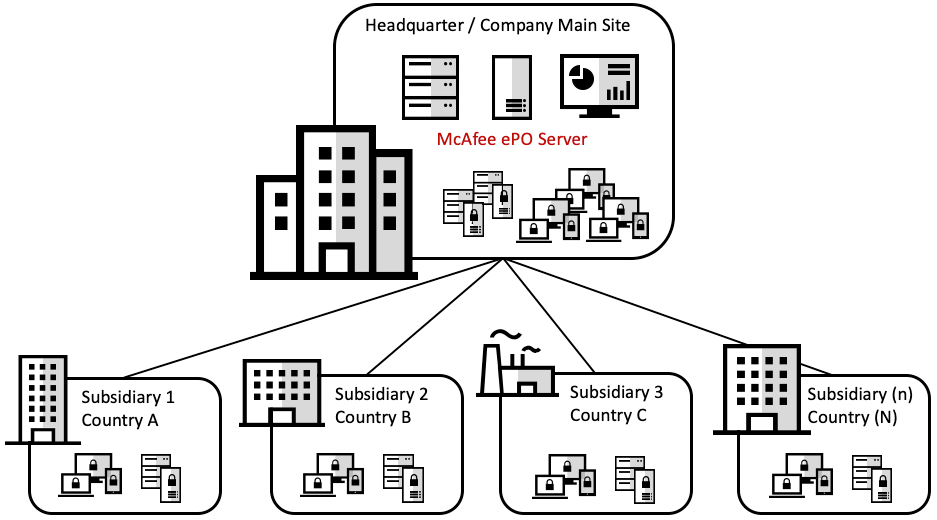 Headquarter / Company Main Site
McAfee ePO Server
Subsidiary 1
Country A
Subsidiary 2
Country B
Subsidiary 3
Country C
Subsidiary (n)
Country (N)